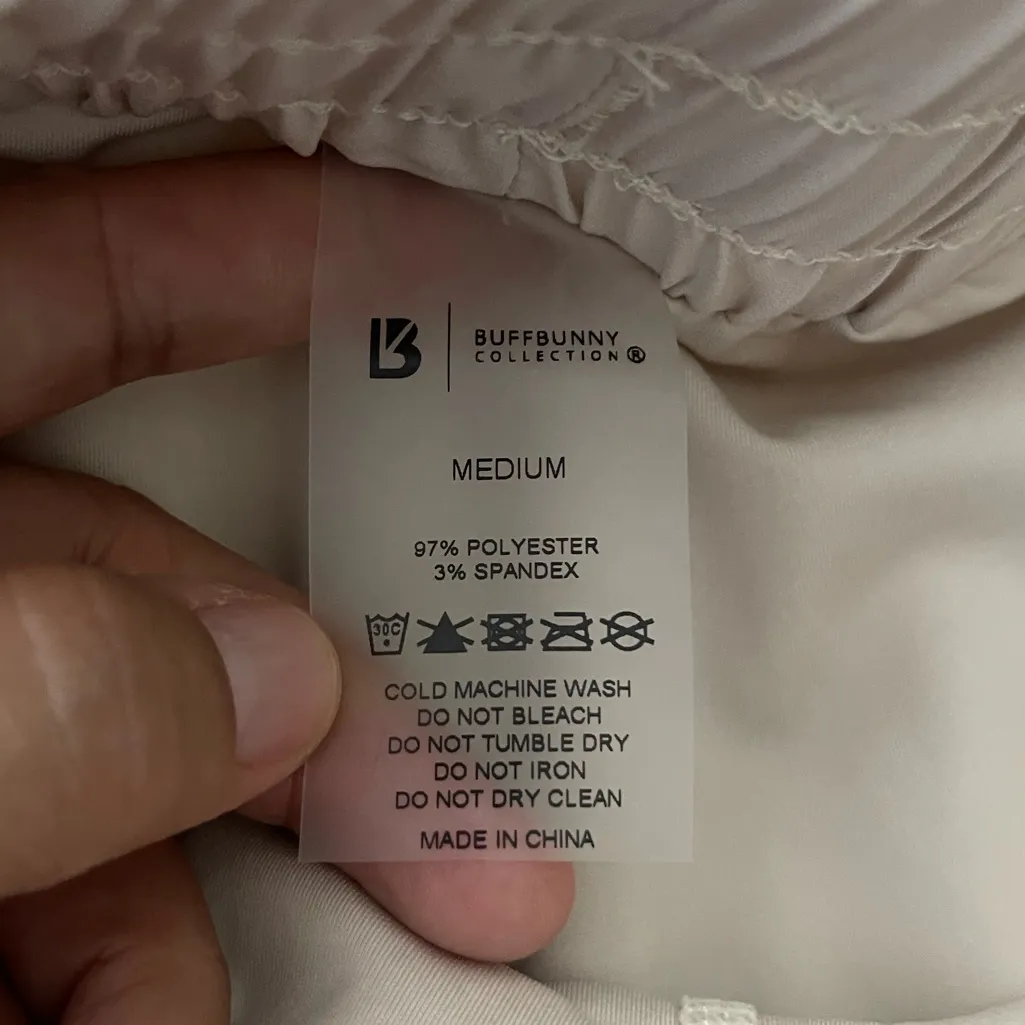 B
BUFFBUNNY
COLLECTION®
MEDIUM
97% POLYESTER
3% SPANDEX
30C
COLD MACHINE WASH
DO NOT BLEACH
DO NOT TUMBLE DRY
DO NOT IRON
DO NOT DRY CLEAN
MADE IN CHINA